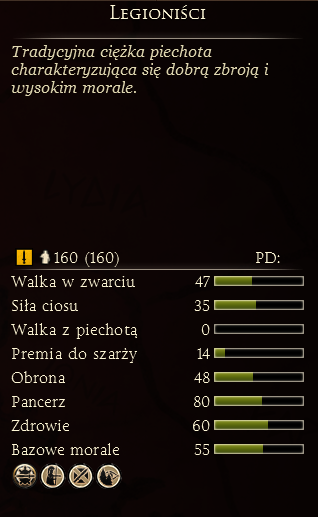 Legioniści
Tradycyjna ciężka piechota
charakteryzująca się dobrą zbroją i
wysokim morale.
160 (160) PD:
Walka w zwarciu 47
Siła ciosu 35
Walka z piechotą 0
Premia do szarży 14
Obrona 48
Pancerz 80
Zdrowie 60
Bazowe morale 55